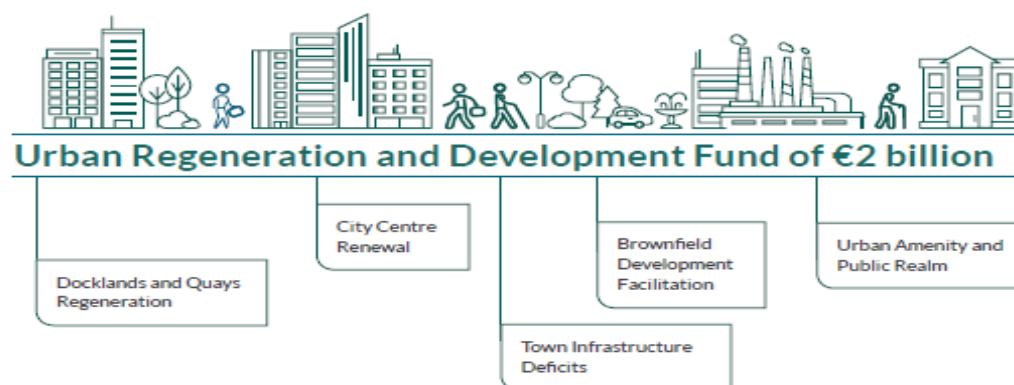 Urban Regeneration and Development Fund of €2 billion
Docklands and Quays
Regeneration
City Centre
Renewal
Town Infrastructure
Deficits
Brownfield
Development
Facilitation
Urban Amenity and
Public Realm